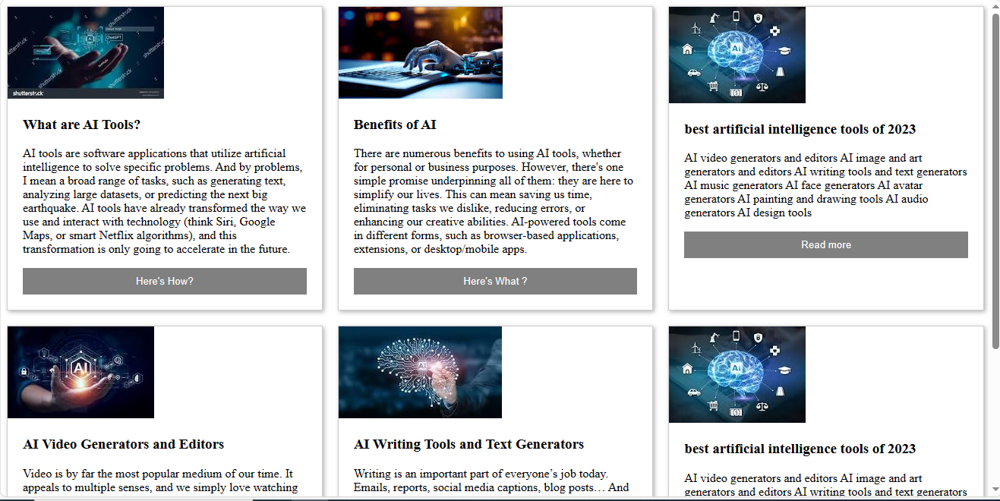 shutterstock
ChatGPT
shutterstock
AI
What are AI Tools?
AI tools are software applications that utilize artificial
intelligence to solve specific problems. And by problems,
I mean a broad range of tasks, such as generating text,
analyzing large datasets, or predicting the next big
earthquake. AI tools have already transformed the way we
use and interact with technology (think Siri, Google
Maps, or smart Netflix algorithms), and this
transformation is only going to accelerate in the future.
Here's How?
Benefits of AI
There are numerous benefits to using AI tools, whether
for personal or business purposes. However, there's one
simple promise underpinning all of them: they are here to
simplify our lives. This can mean saving us time,
eliminating tasks we dislike, reducing errors, or
enhancing our creative abilities. AI-powered tools come
in different forms, such as browser-based applications,
extensions, or desktop/mobile apps.
Here's What ?
AI
best artificial intelligence tools of 2023
AI video generators and editors AI image and art
generators and editors AI writing tools and text generators
AI music generators AI face generators AI avatar
generators AI painting and drawing tools AI audio
generators AI design tools
Read more
AI
AI Video Generators and Editors
Video is by far the most popular medium of our time. It
appeals to multiple senses, and we simply love watching
AI
AI Writing Tools and Text Generators
Writing is an important part of everyone’s job today.
Emails, reports, social media captions, blog posts… And
AI
best artificial intelligence tools of 2023
AI video generators and editors AI image and art
generators and editors AI writing tools and text generators